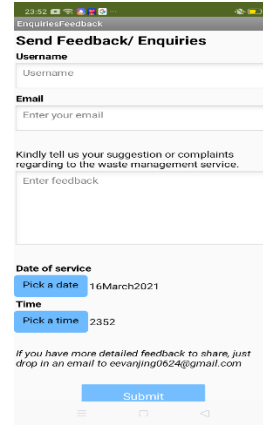 23:52
EnquiriesFeedback
Send Feedback/ Enquiries
Username
Username
Email
Enter your email
Kindly tell us your suggestion or complaints
regarding to the waste management service.
Enter feedback
Date of service
Pick a date 16March2021
Time
Pick a time 2352
If you have more detailed feedback to share, just
drop in an email to eevanjing0624@gmail.com
Submit